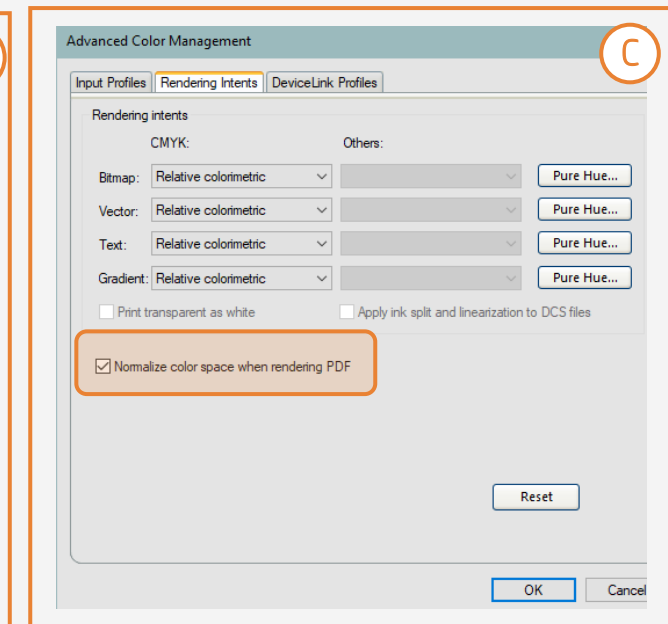 Advanced Color Management
C
Input Profiles Rendering Intents DeviceLink Profiles
Rendering intents
CMYK: Others:
Bitmap: Relative colorimetric Pure Hue...
Vector: Relative colorimetric Pure Hue...
Text: Relative colorimetric Pure Hue...
Gradient: Relative colorimetric Pure Hue...
Print transparent as white Apply ink split and linearization to DCS files
Normalize color space when rendering PDF
Reset
OK Cancel